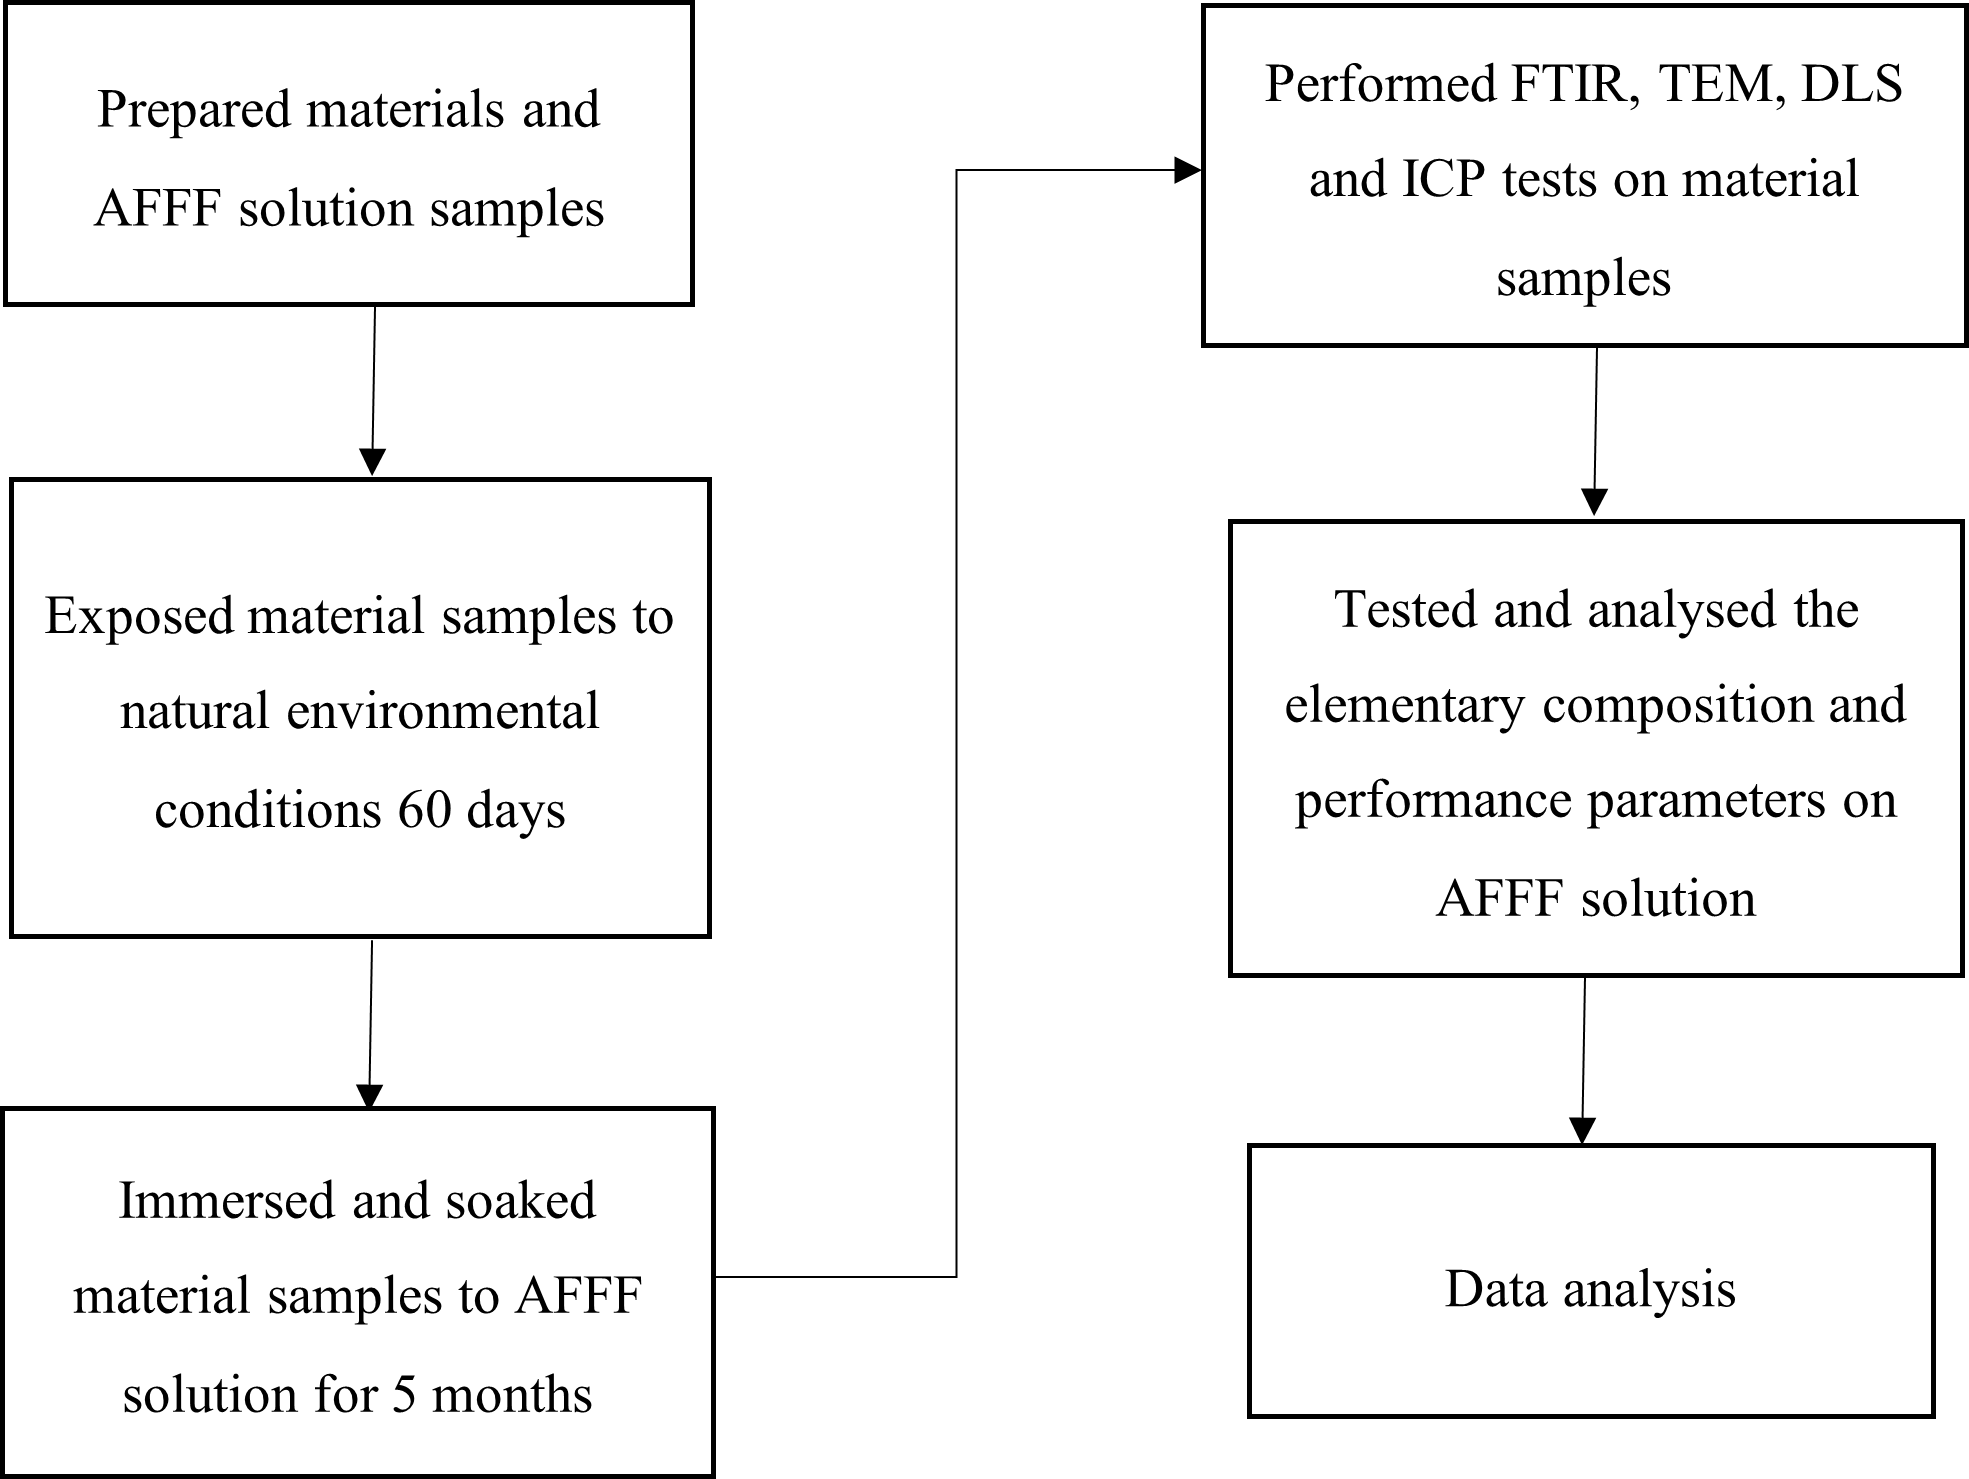 Prepared materials and
AFFF solution samples
Exposed material samples to
natural environmental
conditions 60 days
Immersed and soaked
material samples to AFFF
solution for 5 months
Performed FTIR, TEM, DLS
and ICP tests on material
samples
Tested and analysed the
elementary composition and
performance parameters on
AFFF solution
Data analysis